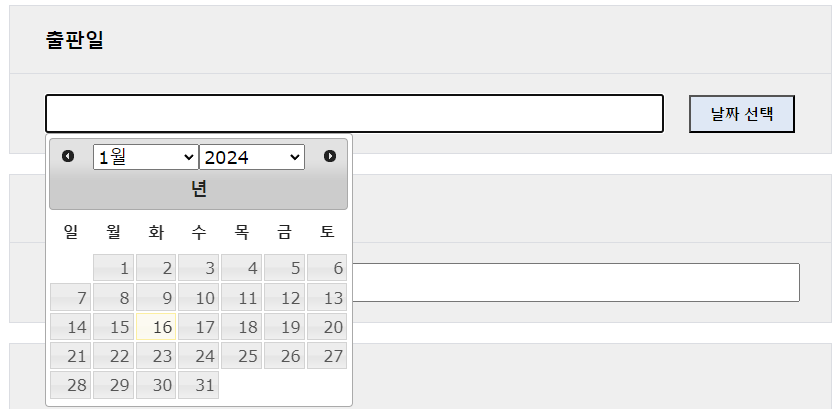 출판일
날짜 선택
1월 2024
년
일 월 화 수 목 금 토
1 2 3 4 5 6
7 8 9 10 11 12 13
14 15 16 17 18 19 20
21 22 23 24 25 26 27
28 29 30 31